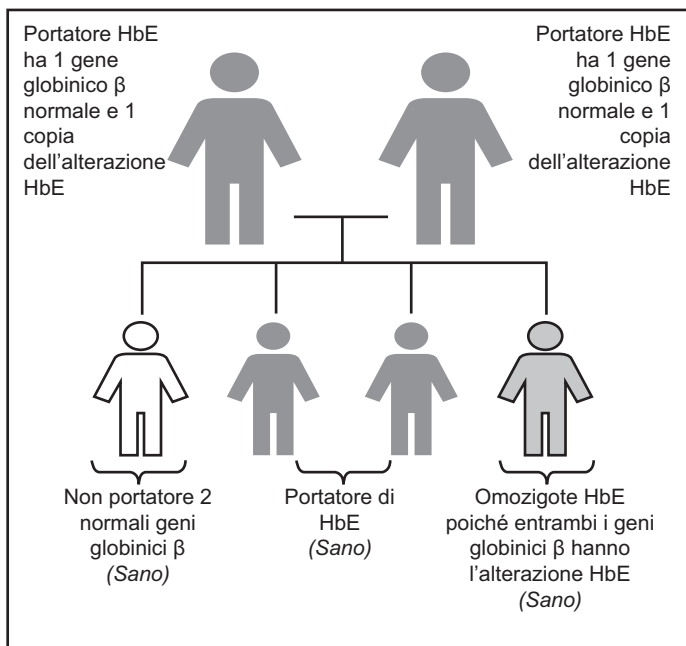 Portatore HbE
ha 1 gene
globinico β
normale e 1
copia
dell'alterazione
HbE
Portatore HbE
ha 1 gene
globinico β
normale e 1
copia
dell'alterazione
HbE
Non portatore 2
normali geni
globinici β
(Sano)
Portatore di
HbE
(Sano)
Omozigote HbE
poiché entrambi i geni
globinici β hanno
l'alterazione HbE
(Sano)